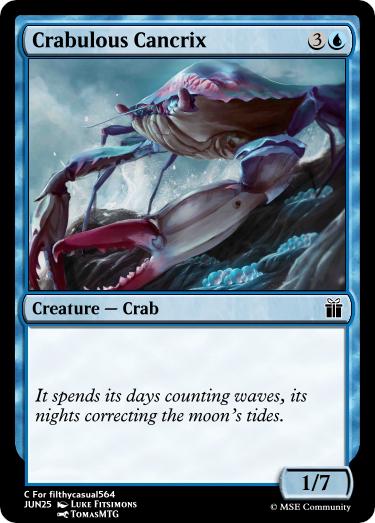 Crabulous Cancrix 3
Creature — Crab
It spends its days counting waves, its
nights correcting the moon's tides.
1/7
C For filthycasual564
JUN25 Luke Fitsimons
TomasMTG
© MSE Community